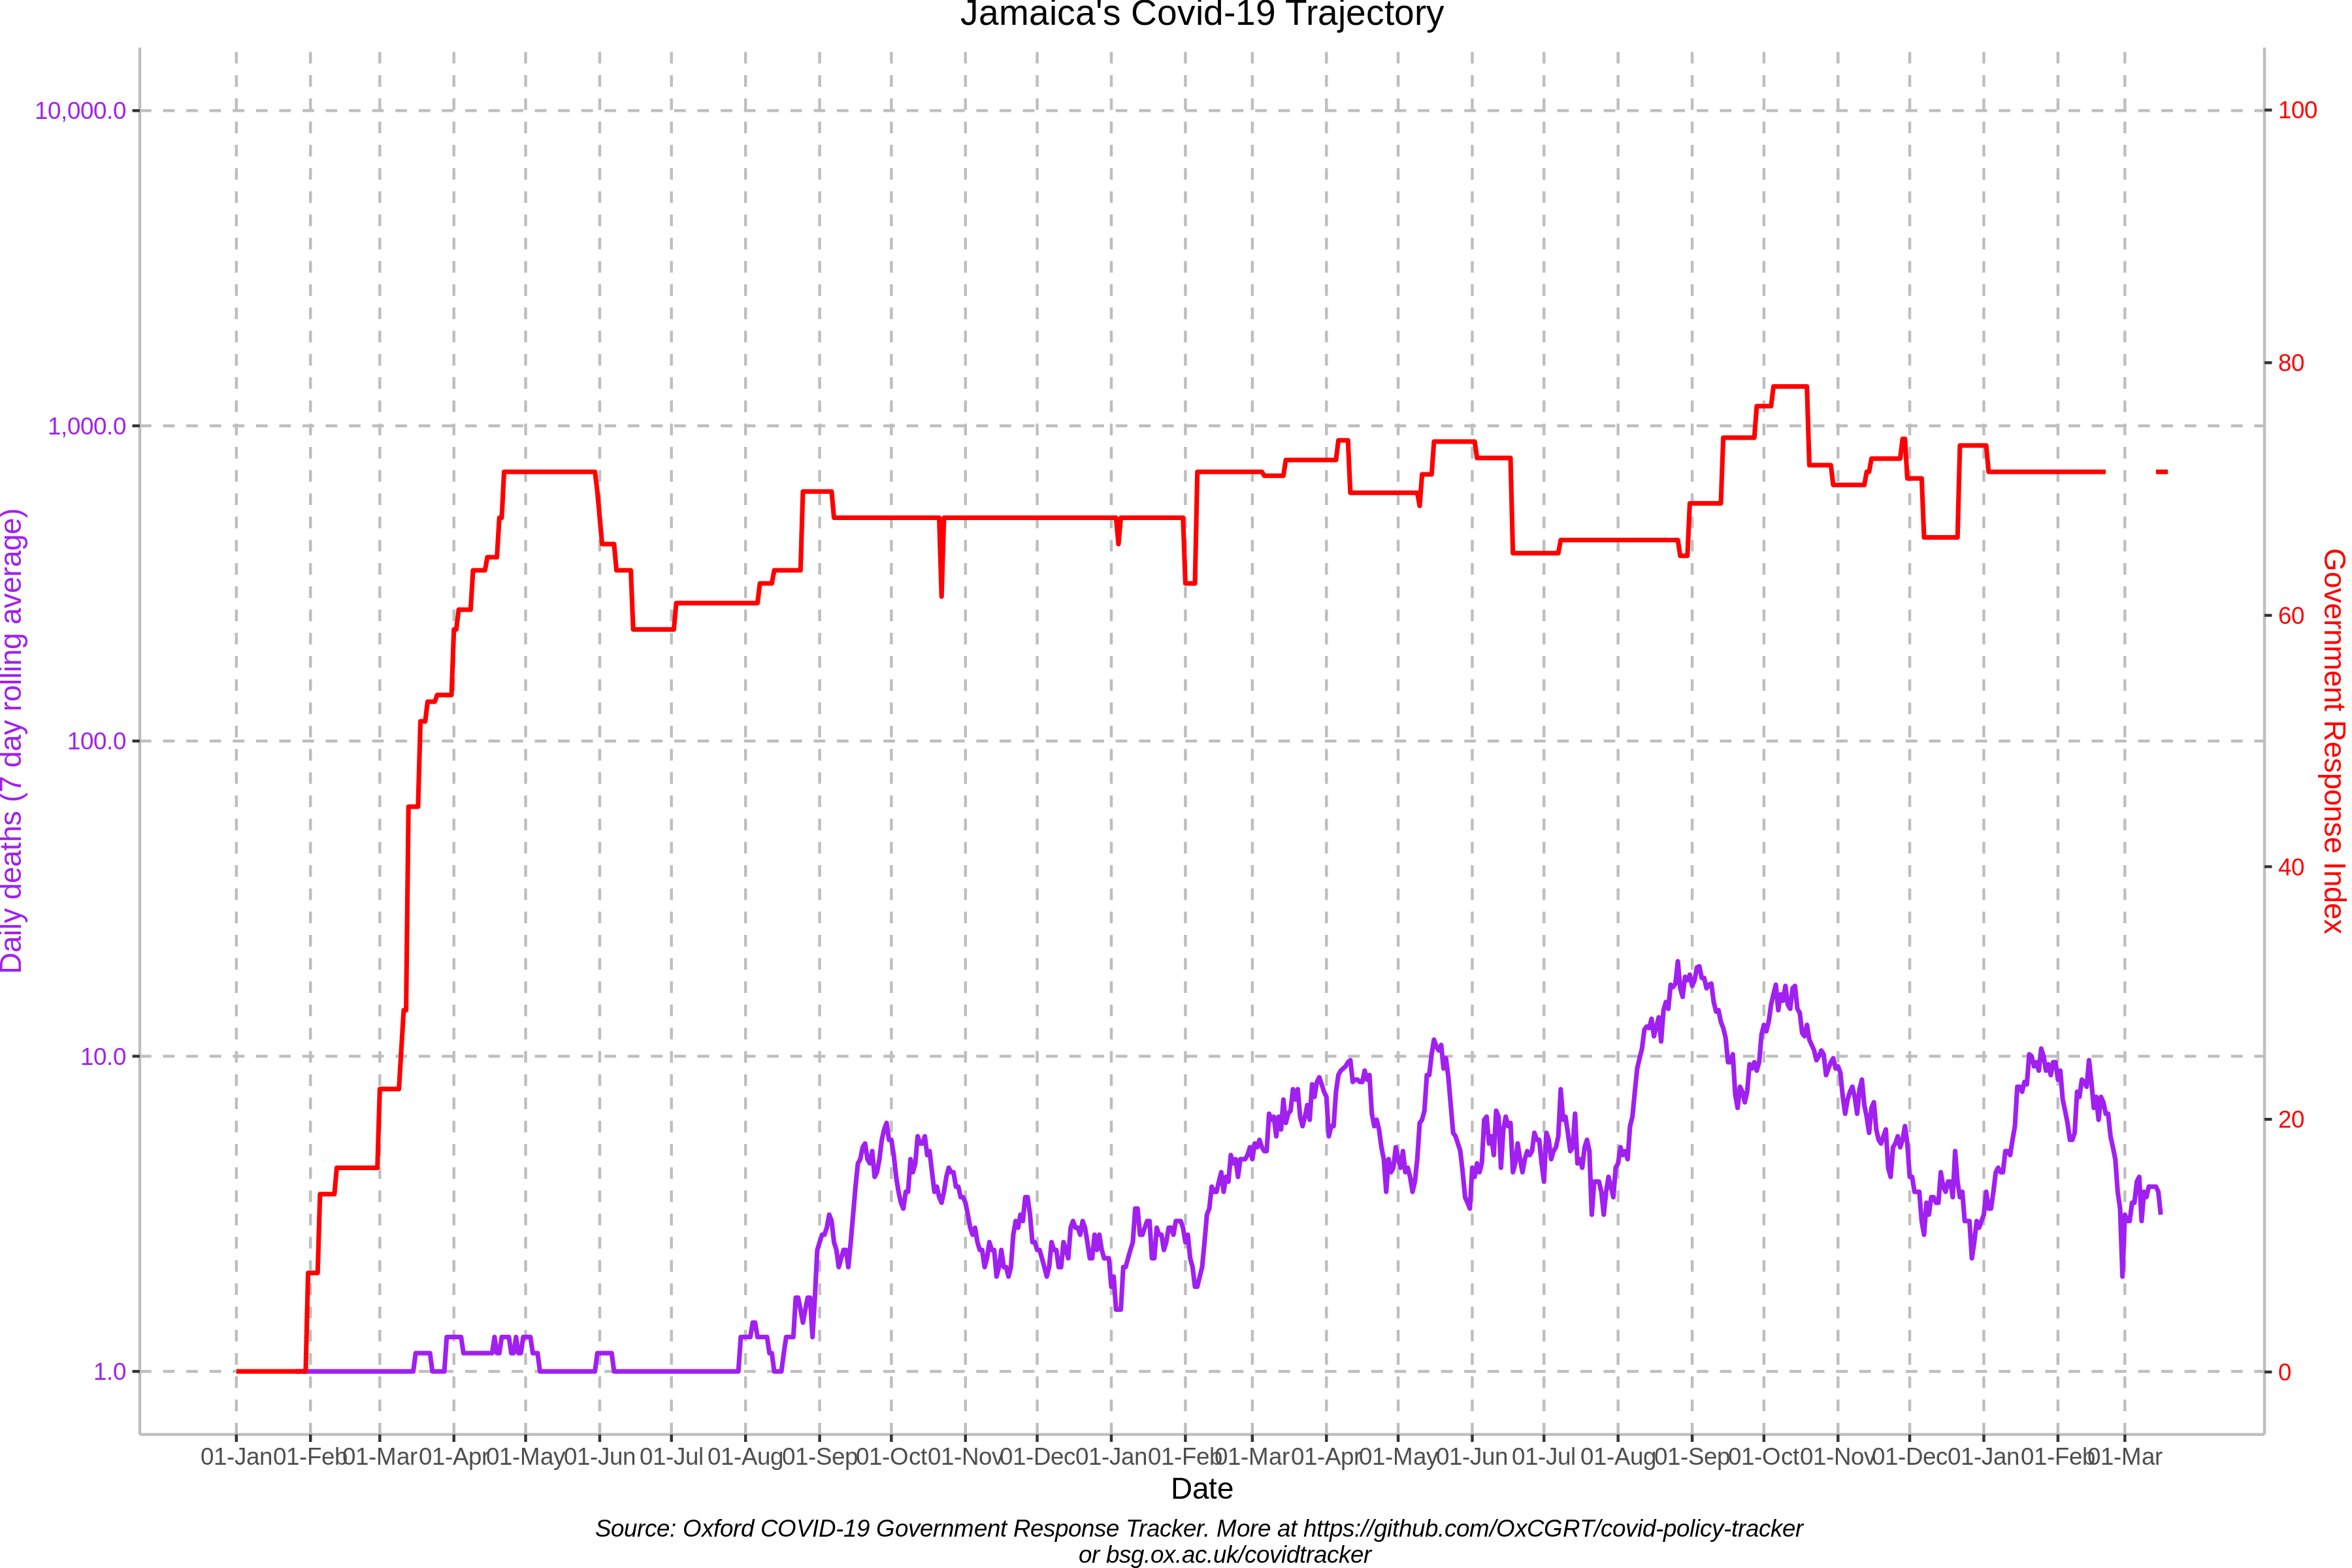 Jamaica's Covid-19 Trajectory
10,000.0
1,000.0
100.0
10.0
1.0
Daily deaths (7 day rolling average)
100
80
60
40
20
0
Government Response Index
01-Jan 01-Feb 01-Mar 01-Apr 01-May 01-Jun 01-Jul 01-Aug 01-Sep 01-Oct 01-Nov 01-Dec 01-Jan 01-Feb 01-Mar 01-Apr 01-May 01-Jun 01-Jul 01-Aug 01-Sep 01-Oct 01-Nov 01-Dec 01-Jan 01-Feb 01-Mar
Date
Source: Oxford COVID-19 Government Response Tracker. More at https://github.com/OxCGRT/covid-policy-tracker
or bsg.ox.ac.uk/covidtracker